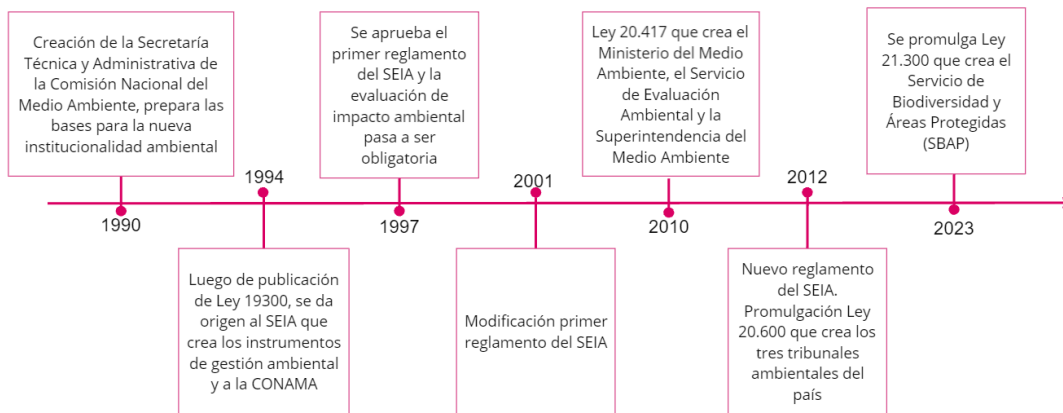 Creación de la Secretaría
Técnica y Administrativa de
la Comisión Nacional del
Medio Ambiente, prepara las
bases para la nueva
institucionalidad ambiental
1990
1994
Luego de publicación
de Ley 19300, se da
origen al SEIA que
crea los instrumentos
de gestión ambiental
y a la CONAMA
Se aprueba el
primer reglamento
del SEIA y la
evaluación de
impacto ambiental
pasa a ser
obligatoria
1997
2001
Modificación primer
reglamento del SEIA
Ley 20.417 que crea el
Ministerio del Medio
Ambiente, el Servicio
de Evaluación
Ambiental y la
Superintendencia del
Medio Ambiente
2010
2012
Nuevo reglamento
del SEIA.
Promulgación Ley
20.600 que crea los
tres tribunales
ambientales del
país
Se promulga Ley
21.300 que crea el
Servicio de
Biodiversidad y
Áreas Protegidas
(SBAP)
2023